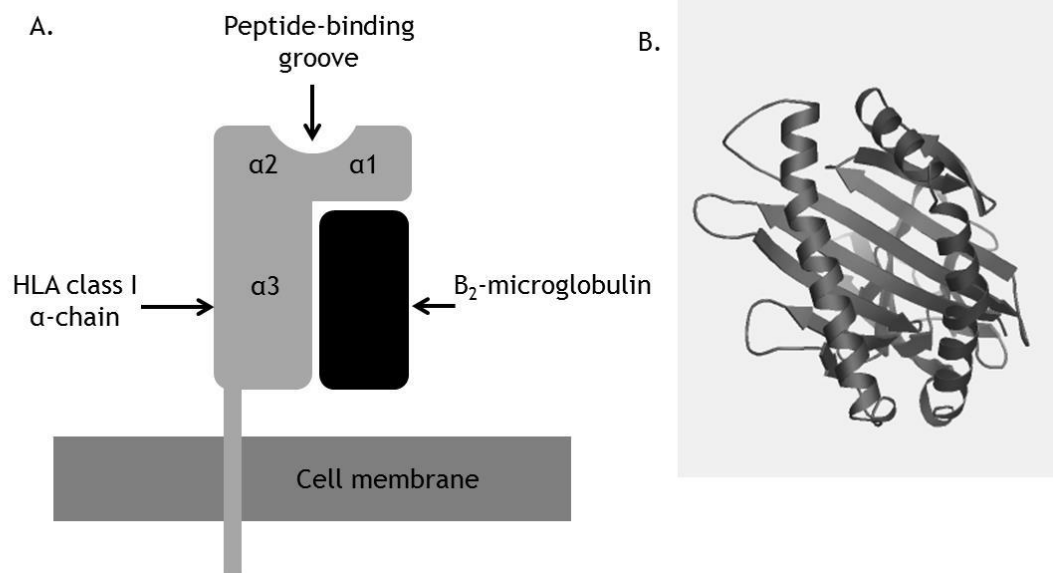 A.
Peptide-binding
groove
B.
α2
α1
HLA class I
α-chain
α3
B₂-microglobulin
Cell membrane